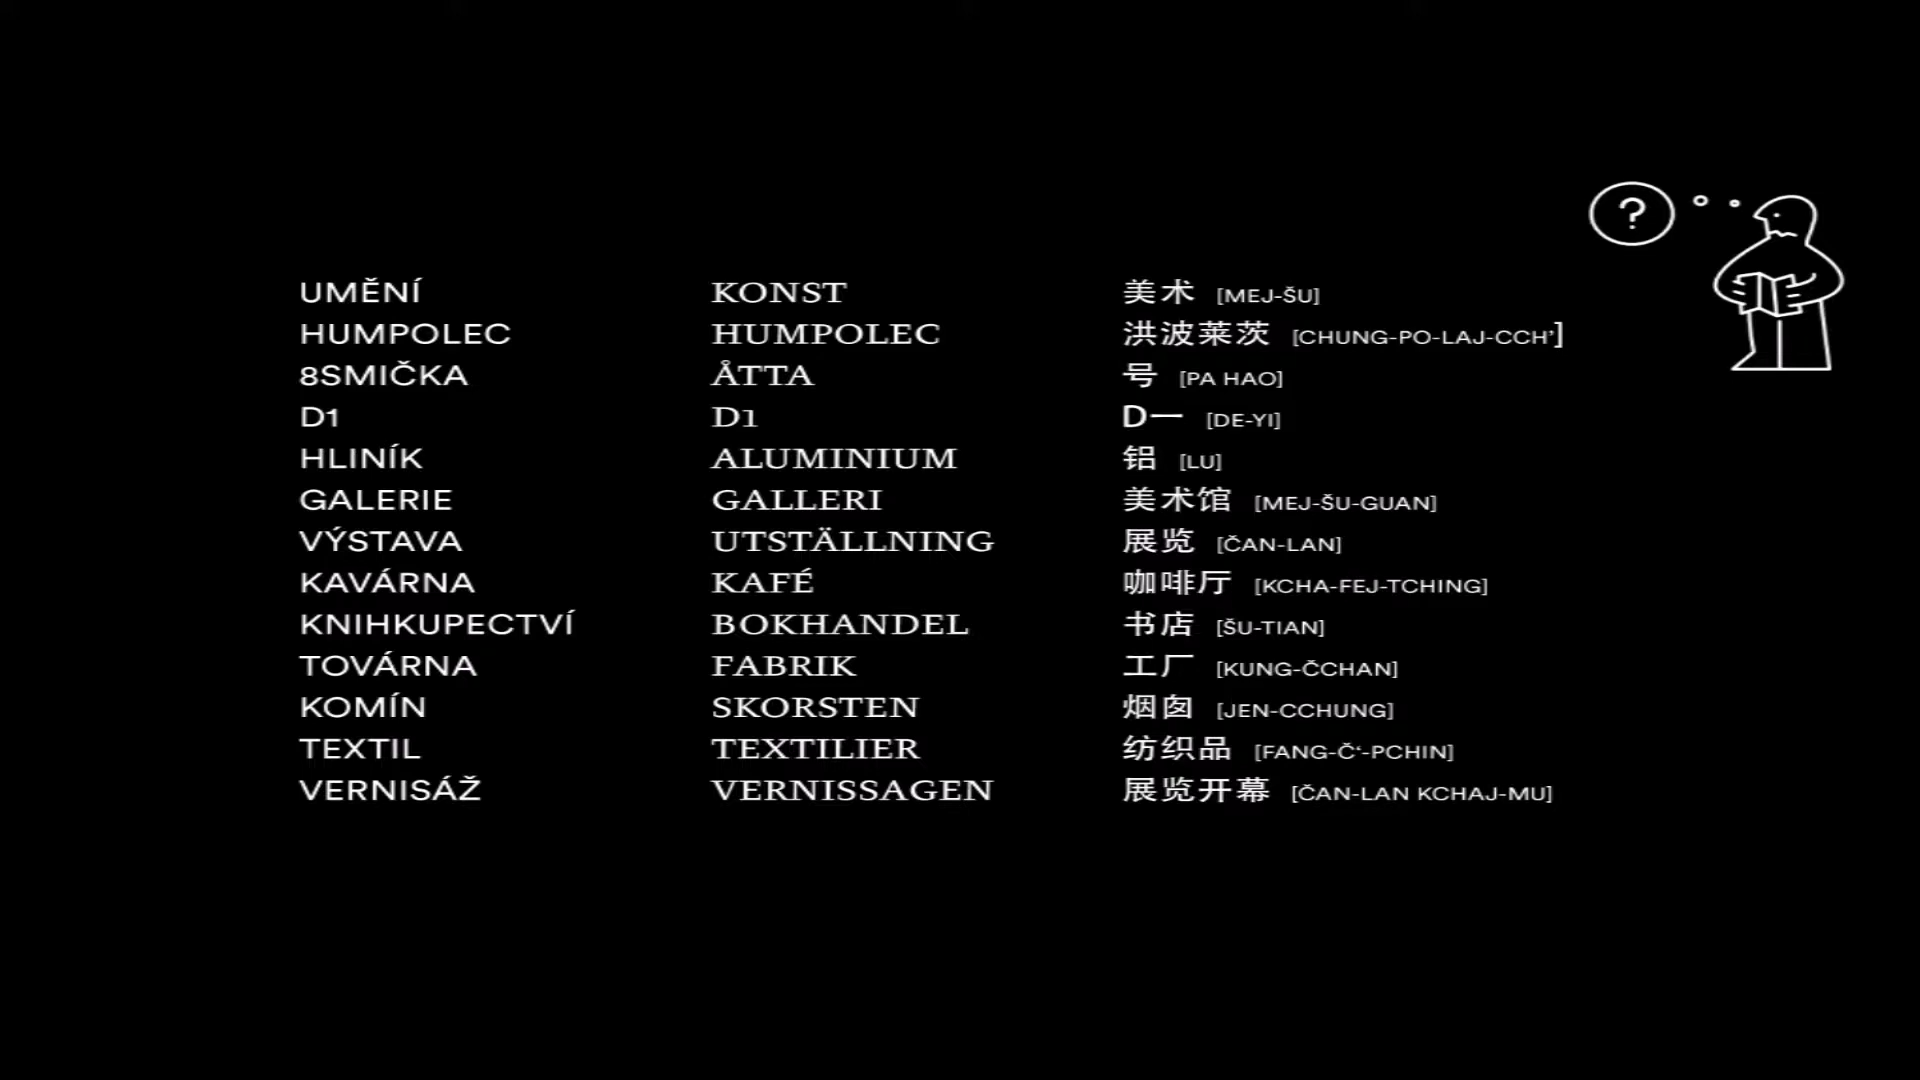 ?
UMĚNÍ KONST 美术 [MEJ-ŠU]
HUMPOLEC HUMPOLEC 洪波莱茨 [CHUNG-PO-LAJ-CCH']
8SMIČKA ÅTTA 号 [PA HAO]
D1 D1 D一 [DE-YI]
HLINÍK ALUMINIUM 铝 [LU]
GALERIE GALLERI 美术馆 [MEJ-ŠU-GUAN]
VÝSTAVA UTSTÄLLNING 展览 [ČAN-LAN]
KAVÁRNA KAFÉ 咖啡厅 [KCHA-FEJ-TCHING]
KNIHKUPECTVÍ BOKHANDEL 书店 [ŠU-TIAN]
TOVÁRNA FABRIK 工厂 [KUNG-ČCHAN]
KOMÍN SKORSTEN 烟囱 [JEN-CCHUNG]
TEXTIL TEXTILIER 纺织品 [FANG-Č‘-PCHIN]
VERNISÁŽ VERNISSAGEN 展览开幕 [ČAN-LAN KCHAJ-MU]